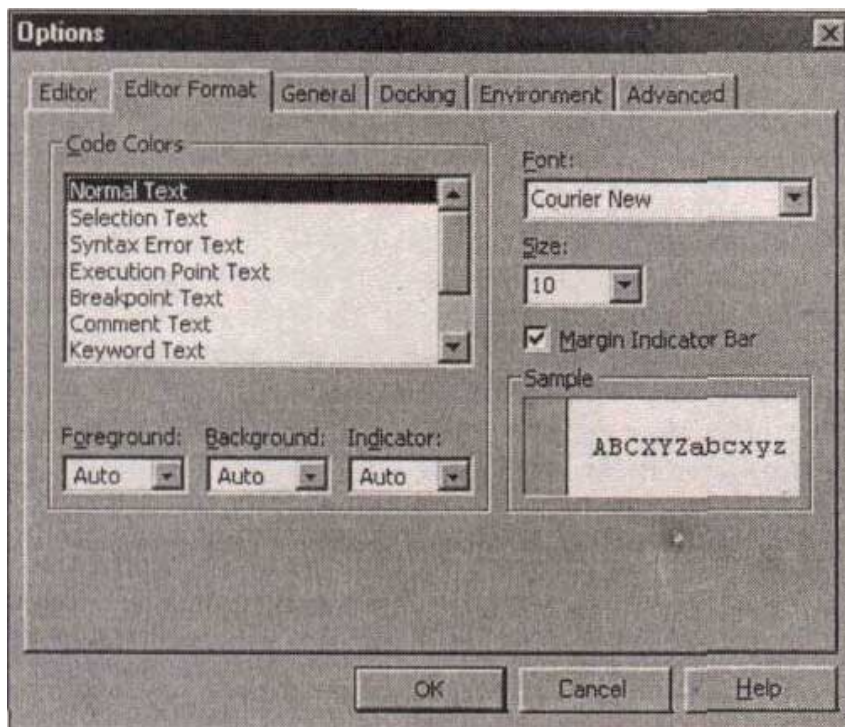 Options
Editor
Editor Format
General
Docking
Environment
Advanced
Code Colors
Normal Text
Selection Text
Syntax Error Text
Execution Point Text
Breakpoint Text
Comment Text
Keyword Text
Foreground:
Background:
Indicator:
Auto
Auto
Auto
Font:
Courier New
Size:
10
Margin Indicator Bar
Sample
ABCXYZabcxyz
OK
Cancel
Help